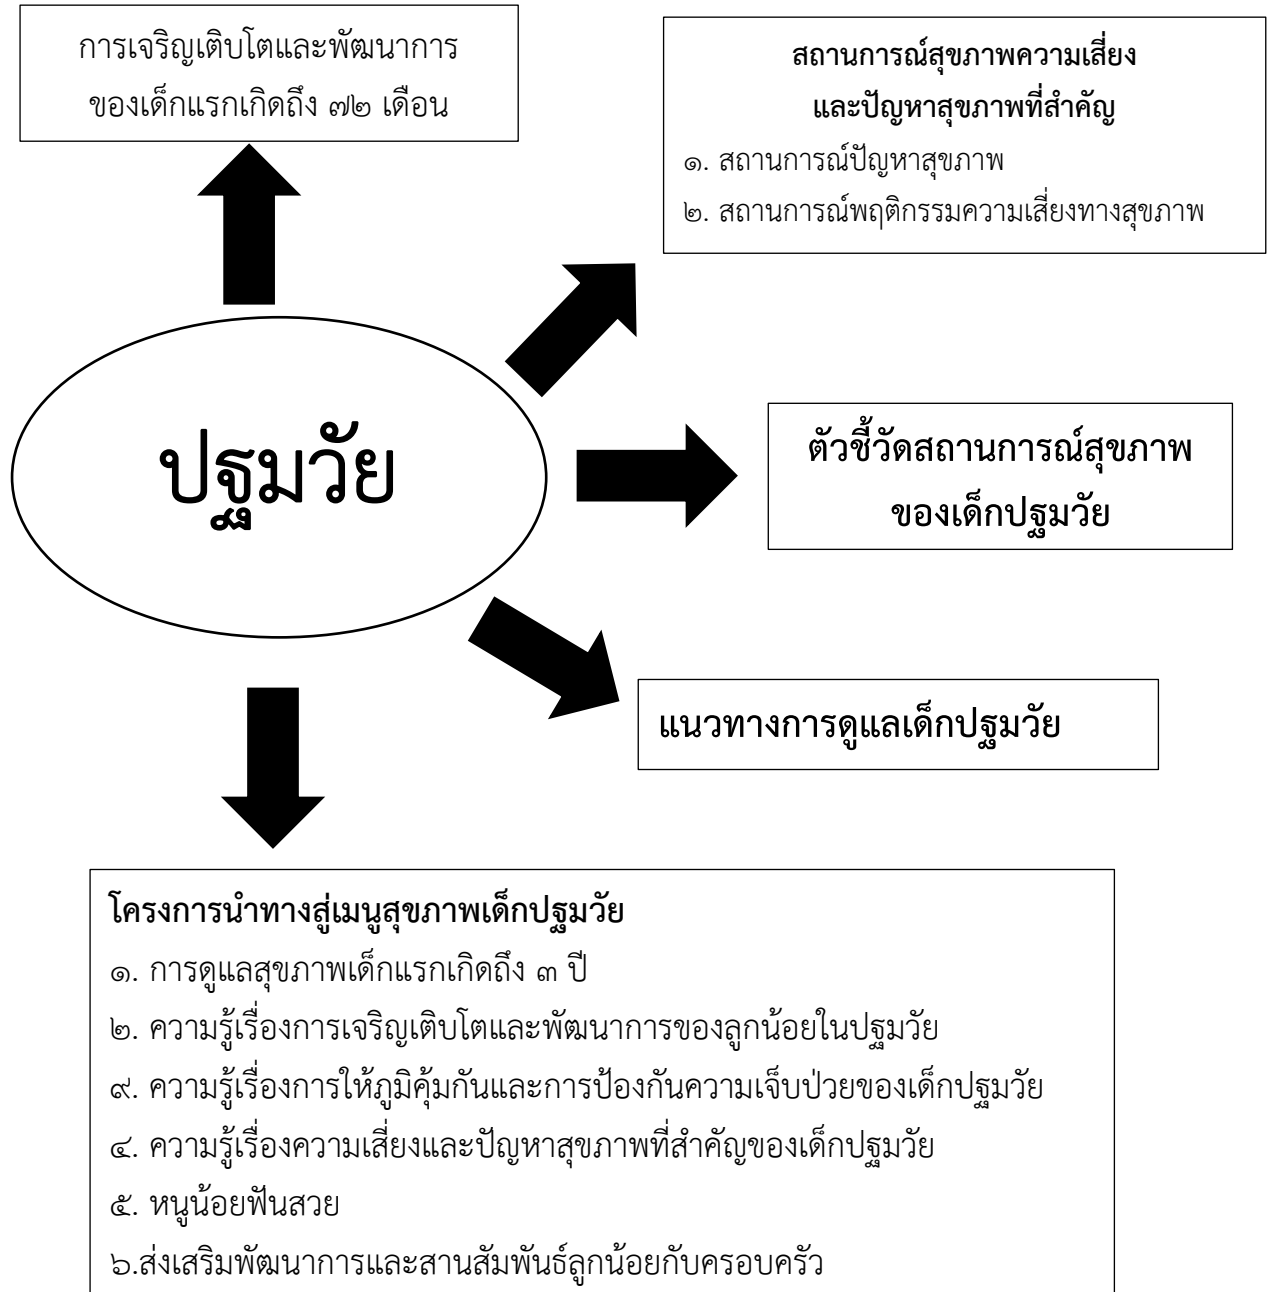 การเจริญเติบโตและพัฒนาการ
ของเด็กแรกเกิดถึง ๗๒ เดือน
สถานการณ์สุขภาพความเสี่ยง
และปัญหาสุขภาพที่สำคัญ
๑. สถานการณ์ปัญหาสุขภาพ
๒. สถานการณ์พฤติกรรมความเสี่ยงทางสุขภาพ
ปฐมวัย
ตัวชี้วัดสถานการณ์สุขภาพ
ของเด็กปฐมวัย
แนวทางการดูแลเด็กปฐมวัย
โครงการนำทางสู่เมนูสุขภาพเด็กปฐมวัย
๑. การดูแลสุขภาพเด็กแรกเกิดถึง ๓ ปี
๒. ความรู้เรื่องการเจริญเติบโตและพัฒนาการของลูกน้อยในปฐมวัย
๙. ความรู้เรื่องการให้ภูมิคุ้มกันและการป้องกันความเจ็บป่วยของเด็กปฐมวัย
๔. ความรู้เรื่องความเสี่ยงและปัญหาสุขภาพที่สำคัญของเด็กปฐมวัย
๕. หนูน้อยฟันสวย
๖.ส่งเสริมพัฒนาการและสานสัมพันธ์ลูกน้อยกับครอบครัว